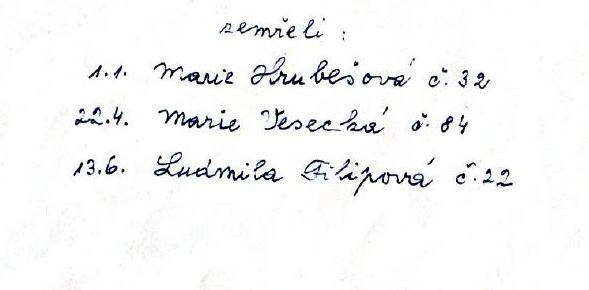 zemřeli :
1.1. Marie Hrubešová č. 32
22.4. Marie Vesecká č. 84
13.6. Ludmila Filipová č. 22